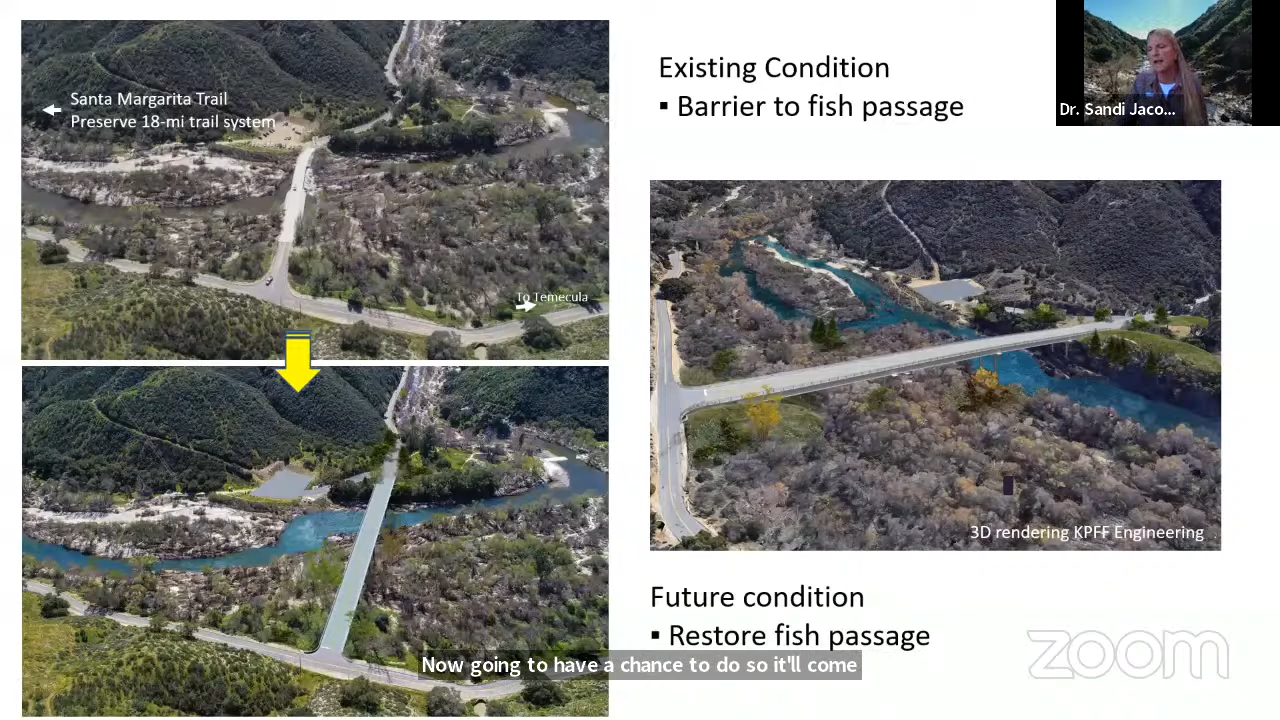 Santa Margarita Trail
Preserve 18-mi trail system
To Temecula
Existing Condition
▪ Barrier to fish passage
Dr. Sandi Jaco...
3D rendering KPFF Engineering
Future condition
▪ Restore fish passage
Now going to have a chance to do so it'll come
zoom